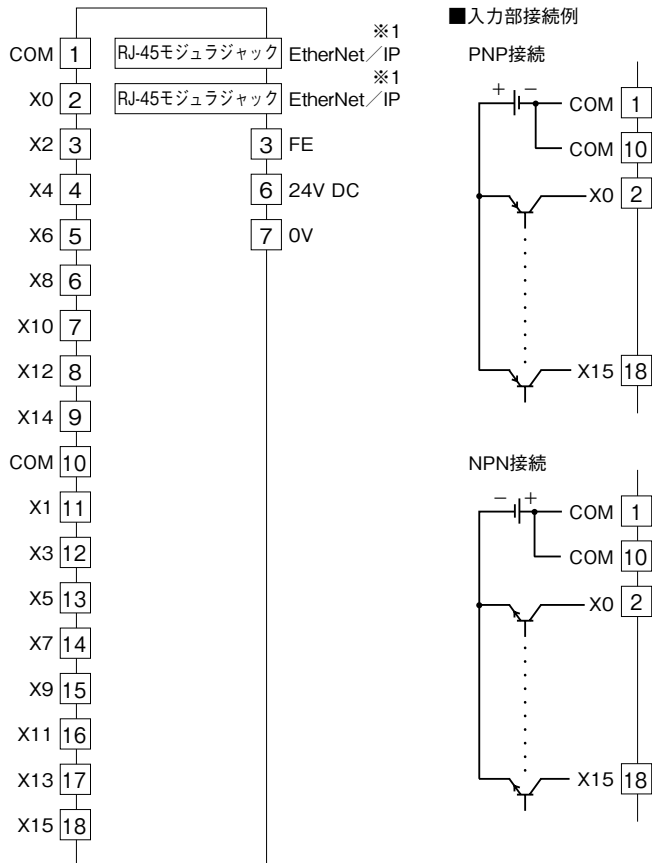 COM 1 RJ-45モジュラジャック EtherNet／IP ※1
X0 2 RJ-45モジュラジャック EtherNet／IP ※1
X2 3
X4 4
X6 5
X8 6
X10 7
X12 8
X14 9
COM 10
X1 11
X3 12
X5 13
X7 14
X9 15
X11 16
X13 17
X15 18
3 FE
6 24V DC
7 0V
■入力部接続例
PNP接続
+ −
COM 1
COM 10
X0 2
X15 18
NPN接続
− +
COM 1
COM 10
X0 2
X15 18